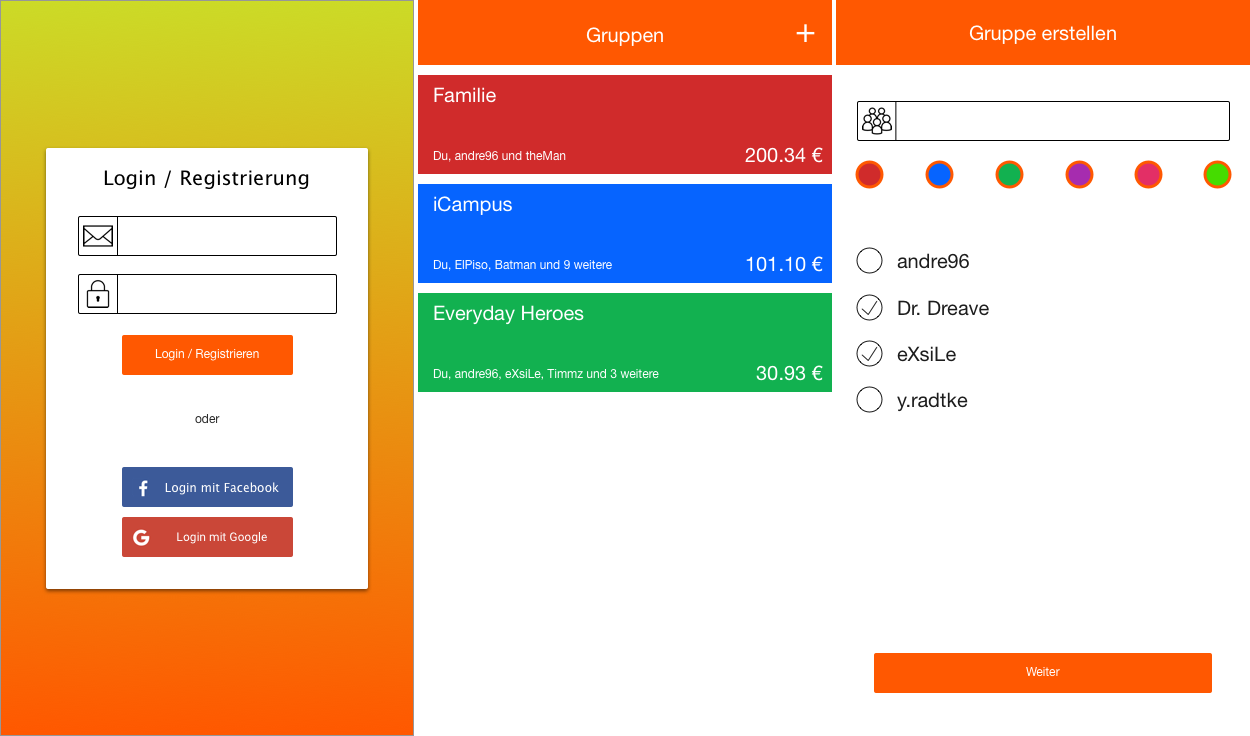 Login / Registrierung
Login / Registrieren
oder
Login mit Facebook
Login mit Google
Gruppen +
Familie
Du, andre96 und theMan 200.34 €
iCampus
Du, ElPiso, Batman und 9 weitere 101.10 €
Everyday Heroes
Du, andre96, eXsiLe, Timmz und 3 weitere 30.93 €
Gruppe erstellen
andre96
Dr. Dreave
eXsiLe
y.radtke
Weiter